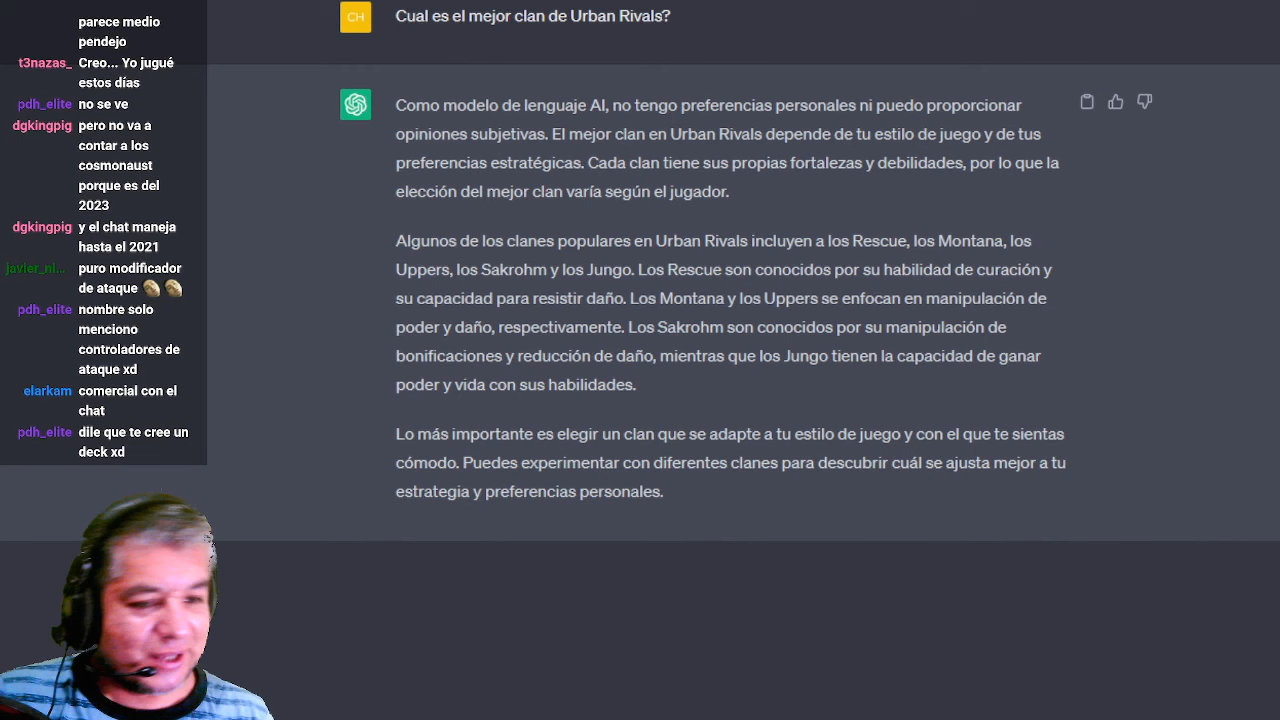 parece medio
pendejo
t3nazas_ Creo... Yo jugué
estos días
pdh_elite no se ve
dgkingpig pero no va a
contar a los
cosmonaust
porque es del
2023
dgkingpig y el chat maneja
hasta el 2021
javier_ni... puro modificador
de ataque
pdh_elite nombre solo
menciono
controladores de
ataque xd
elarkam comercial con el
chat
pdh_elite dile que te cree un
deck xd
CH Cual es el mejor clan de Urban Rivals?
Como modelo de lenguaje AI, no tengo preferencias personales ni puedo proporcionar
opiniones subjetivas. El mejor clan en Urban Rivals depende de tu estilo de juego y de tus
preferencias estratégicas. Cada clan tiene sus propias fortalezas y debilidades, por lo que la
elección del mejor clan varía según el jugador.
Algunos de los clanes populares en Urban Rivals incluyen a los Rescue, los Montana, los
Uppers, los Sakrohm y los Jungo. Los Rescue son conocidos por su habilidad de curación y
su capacidad para resistir daño. Los Montana y los Uppers se enfocan en manipulación de
poder y daño, respectivamente. Los Sakrohm son conocidos por su manipulación de
bonificaciones y reducción de daño, mientras que los Jungo tienen la capacidad de ganar
poder y vida con sus habilidades.
Lo más importante es elegir un clan que se adapte a tu estilo de juego y con el que te sientas
cómodo. Puedes experimentar con diferentes clanes para descubrir cuál se ajusta mejor a tu
estrategia y preferencias personales.